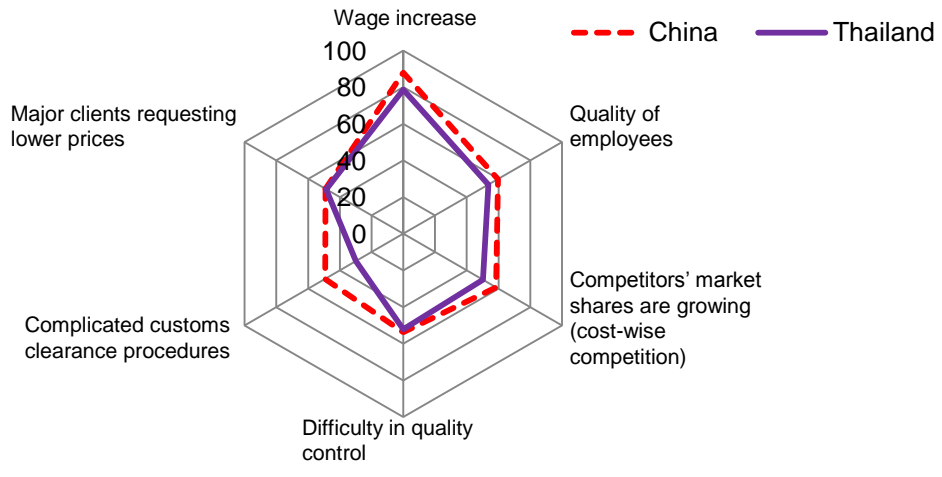 Wage increase
China
Thailand
100
80
60
40
20
0
Quality of
employees
Competitors’ market
shares are growing
(cost-wise
competition)
Difficulty in quality
control
Complicated customs
clearance procedures
Major clients requesting
lower prices